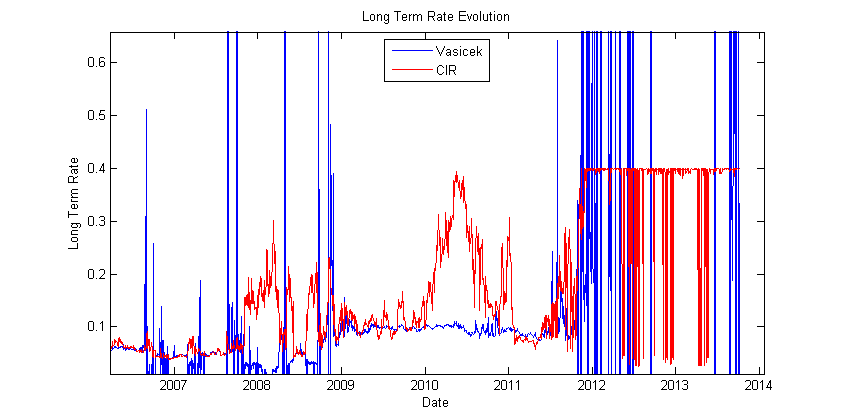 Long Term Rate Evolution
Vasicek
CIR
0.6
0.5
0.4
0.3
0.2
0.1
Long Term Rate
2007 2008 2009 2010 2011 2012 2013 2014
Date